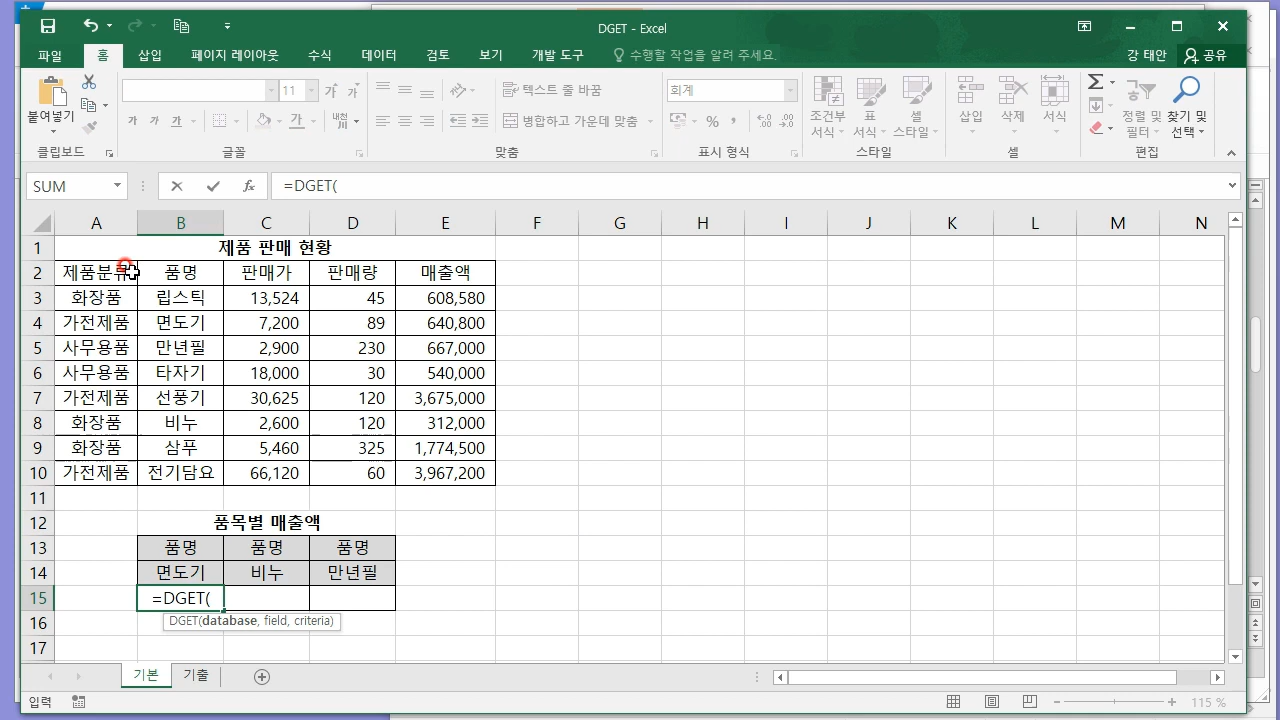 DGET - Excel
파일 홈 삽입 페이지 레이아웃 수식 데이터 검토 보기 개발 도구 수행할 작업을 알려 주세요. 강 태안 공유
붙여넣기
11
가 가
가 가 가 가 내천
텍스트 줄 바꿈
병합하고 가운데 맞춤
회계
%
조건부 서식
표 서식
셀 스타일
삽입 삭제 서식
정렬 및 필터
찾기 및 선택
클립보드 글꼴 맞춤 표시 형식 스타일 셀 편집
SUM fx =DGET(
A B C D E F G H I J K L M N
1 제품 판매 현황
2 제품분류 품명 판매가 판매량 매출액
3 화장품 립스틱 13,524 45 608,580
4 가전제품 면도기 7,200 89 640,800
5 사무용품 만년필 2,900 230 667,000
6 사무용품 타자기 18,000 30 540,000
7 가전제품 선풍기 30,625 120 3,675,000
8 화장품 비누 2,600 120 312,000
9 화장품 삼푸 5,460 325 1,774,500
10 가전제품 전기담요 66,120 60 3,967,200
11
12 품목별 매출액
13 품명 품명 품명
14 면도기 비누 만년필
15 =DGET(
16 DGET(database, field, criteria)
17
기본 기출
입력 115 %